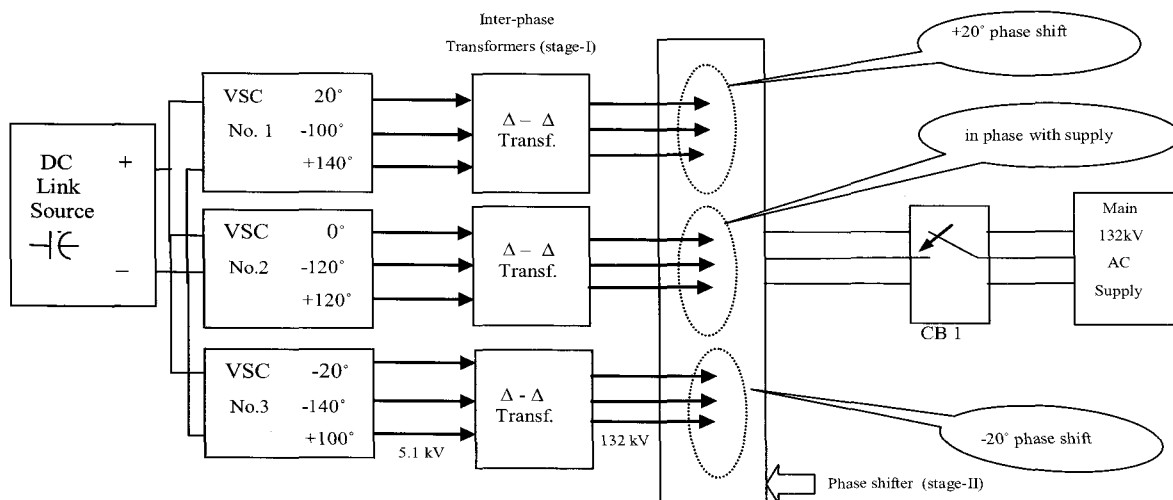 Inter-phase
Transformers (stage-I)
+20° phase shift
VSC 20°
No. 1 -100°
+140°
Δ – Δ
Transf.
in phase with supply
DC
Link
Source
+
–
VSC 0°
No.2 -120°
+120°
Δ – Δ
Transf.
Main
132kV
AC
Supply
CB 1
VSC -20°
No.3 -140°
+100°
Δ - Δ
Transf.
5.1 kV
132 kV
-20° phase shift
Phase shifter (stage-II)